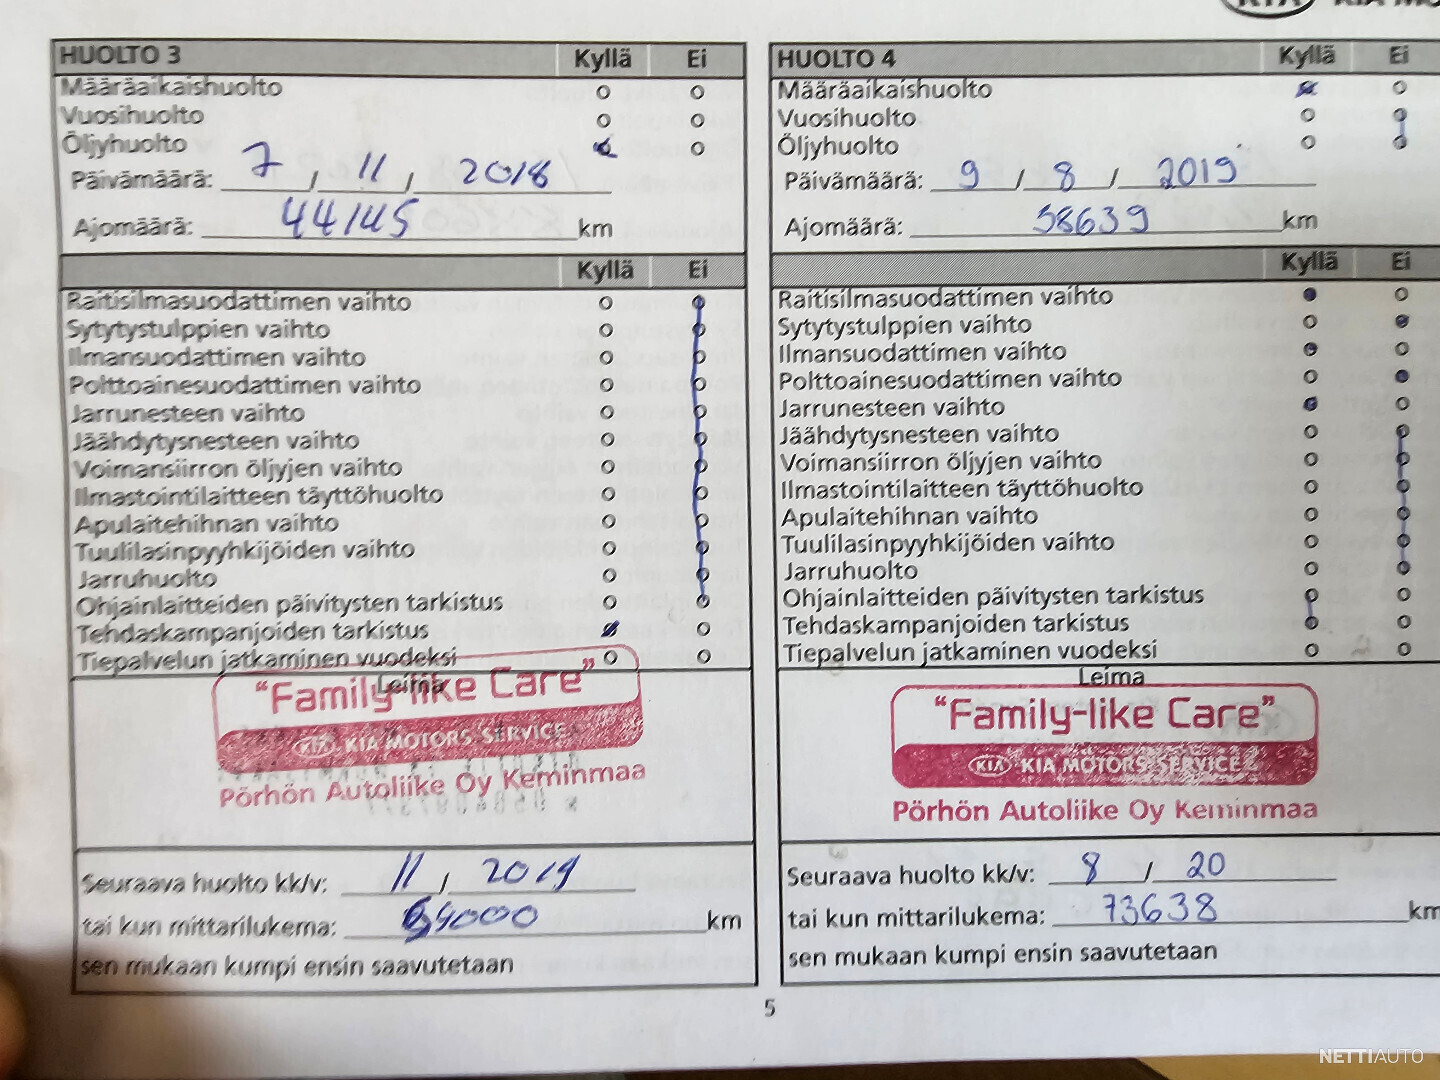 KIA KIA MO
HUOLTO 3 Kyllä Ei
Määräaikaishuolto
Vuosihuolto
Öljyhuolto
Päivämäärä: 7, 11, 2018
Ajomäärä: 44145 km
Kyllä Ei
Raitisilmasuodattimen vaihto
Sytytystulppien vaihto
Ilmansuodattimen vaihto
Polttoainesuodattimen vaihto
Jarrunesteen vaihto
Jäähdytysnesteen vaihto
Voimansiirron öljyjen vaihto
Ilmastointilaitteen täyttöhuolto
Apulaitehihnan vaihto
Tuulilasinpyyhkijöiden vaihto
Jarruhuolto
Ohjainlaitteiden päivitysten tarkistus
Tehdaskampanjoiden tarkistus
Tiepalvelun jatkaminen vuodeksi
Leima
"Family-like Care"
KIA KIA MOTORS SERVICE
Pörhön Autoliike Oy Keminmaa
Seuraava huolto kk/v: 11, 2019
tai kun mittarilukema: km
sen mukaan kumpi ensin saavutetaan
HUOLTO 4 Kyllä Ei
Määräaikaishuolto
Vuosihuolto
Öljyhuolto
Päivämäärä: 9 / 8 / 2019
Ajomäärä: 58639 km
Kyllä Ei
Raitisilmasuodattimen vaihto
Sytytystulppien vaihto
Ilmansuodattimen vaihto
Polttoainesuodattimen vaihto
Jarrunesteen vaihto
Jäähdytysnesteen vaihto
Voimansiirron öljyjen vaihto
Ilmastointilaitteen täyttöhuolto
Apulaitehihnan vaihto
Tuulilasinpyyhkijöiden vaihto
Jarruhuolto
Ohjainlaitteiden päivitysten tarkistus
Tehdaskampanjoiden tarkistus
Tiepalvelun jatkaminen vuodeksi
Leima
"Family-like Care"
KIA KIA MOTORS SERVICE
Pörhön Autoliike Oy Keminmaa
Seuraava huolto kk/v: 8 / 20
tai kun mittarilukema: 73638 km
sen mukaan kumpi ensin saavutetaan
5
NETTIAUTO